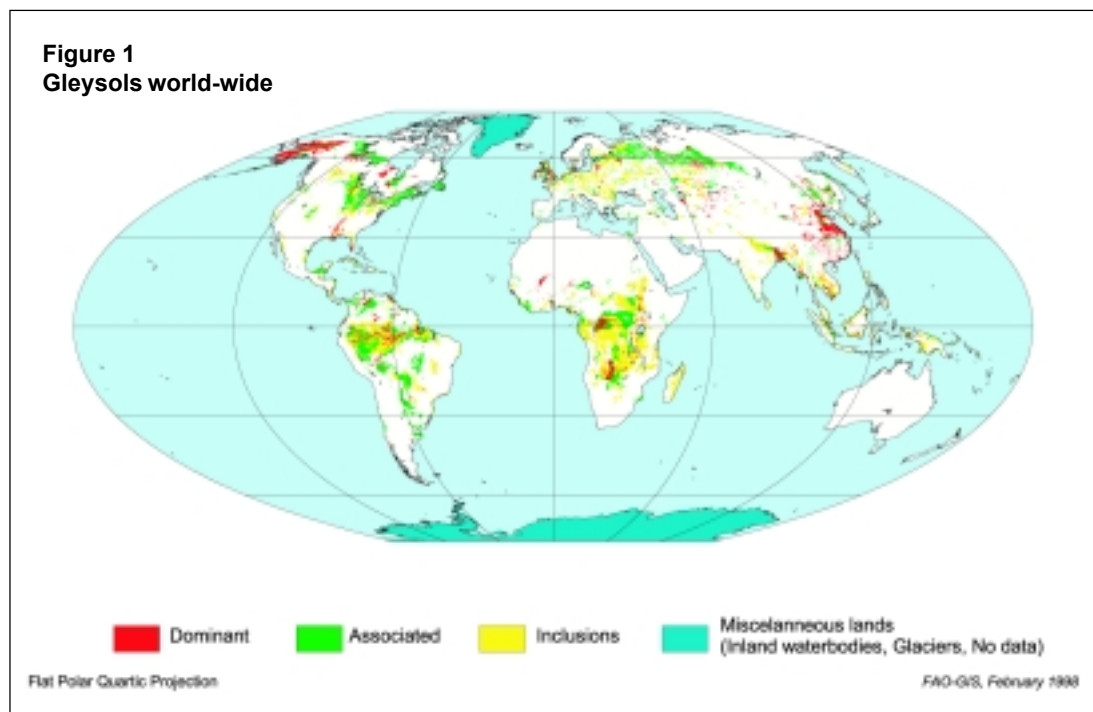 Figure 1
Gleysols world-wide
Dominant
Associated
Inclusions
Miscelanneous lands
(Inland waterbodies, Glaciers, No data)
Flat Polar Quartic Projection
FAO-GIS, February 1998